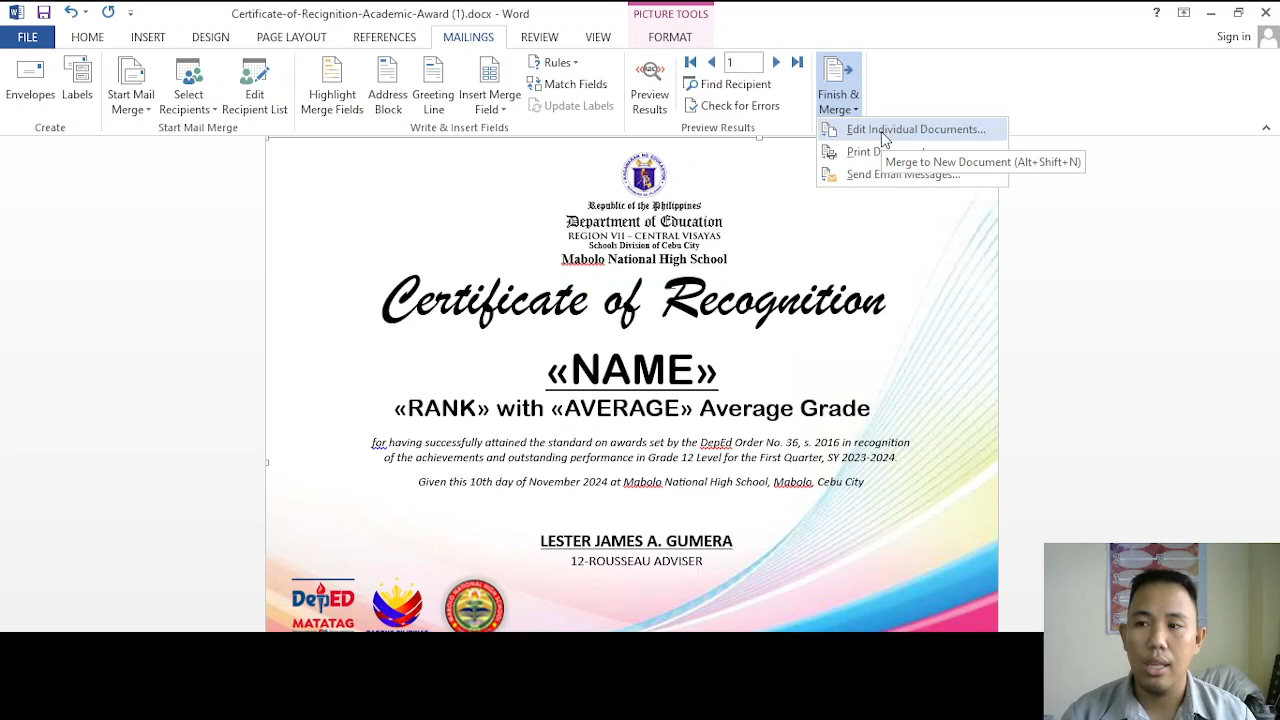 Certificate-of-Recignition-Academic-Award (1).docx - Word
PICTURE TOOLS
?
FILE HOME INSERT DESIGN PAGE LAYOUT REFERENCES MAILINGS REVIEW VIEW FORMAT
Sign in
Envelopes
Labels
Create
Start Mail Merge
Select Recipients
Edit Recipient List
Start Mail Merge
Highlight Merge Fields
Address Block
Greeting Line
Insert Merge Field
Rules
Match Fields
Update Labels
Write & Insert Fields
Preview Results
1
Find Recipient
Check for Errors
Preview Results
Finish & Merge
Edit Individual Documents...
Print D
Merge to New Document (Alt+Shift+N)
Send Email Messages...
Republic of the Philippines
Department of Education
REGION VII – CENTRAL VISAYAS
Schools Division of Cebu City
Mabolo National High School
Certificate of Recognition
«NAME»
«RANK» with «AVERAGE» Average Grade
for having successfully attained the standard on awards set by the DepEd Order No. 36, s. 2016 in recognition
of the achievements and outstanding performance in Grade 12 Level for the First Quarter, SY 2023-2024.
Given this 10th day of November 2024 at Mabolo National High School, Mabolo, Cebu City
LESTER JAMES A. GUMERA
12-ROUSSEAU ADVISER
DepED
MATATAG